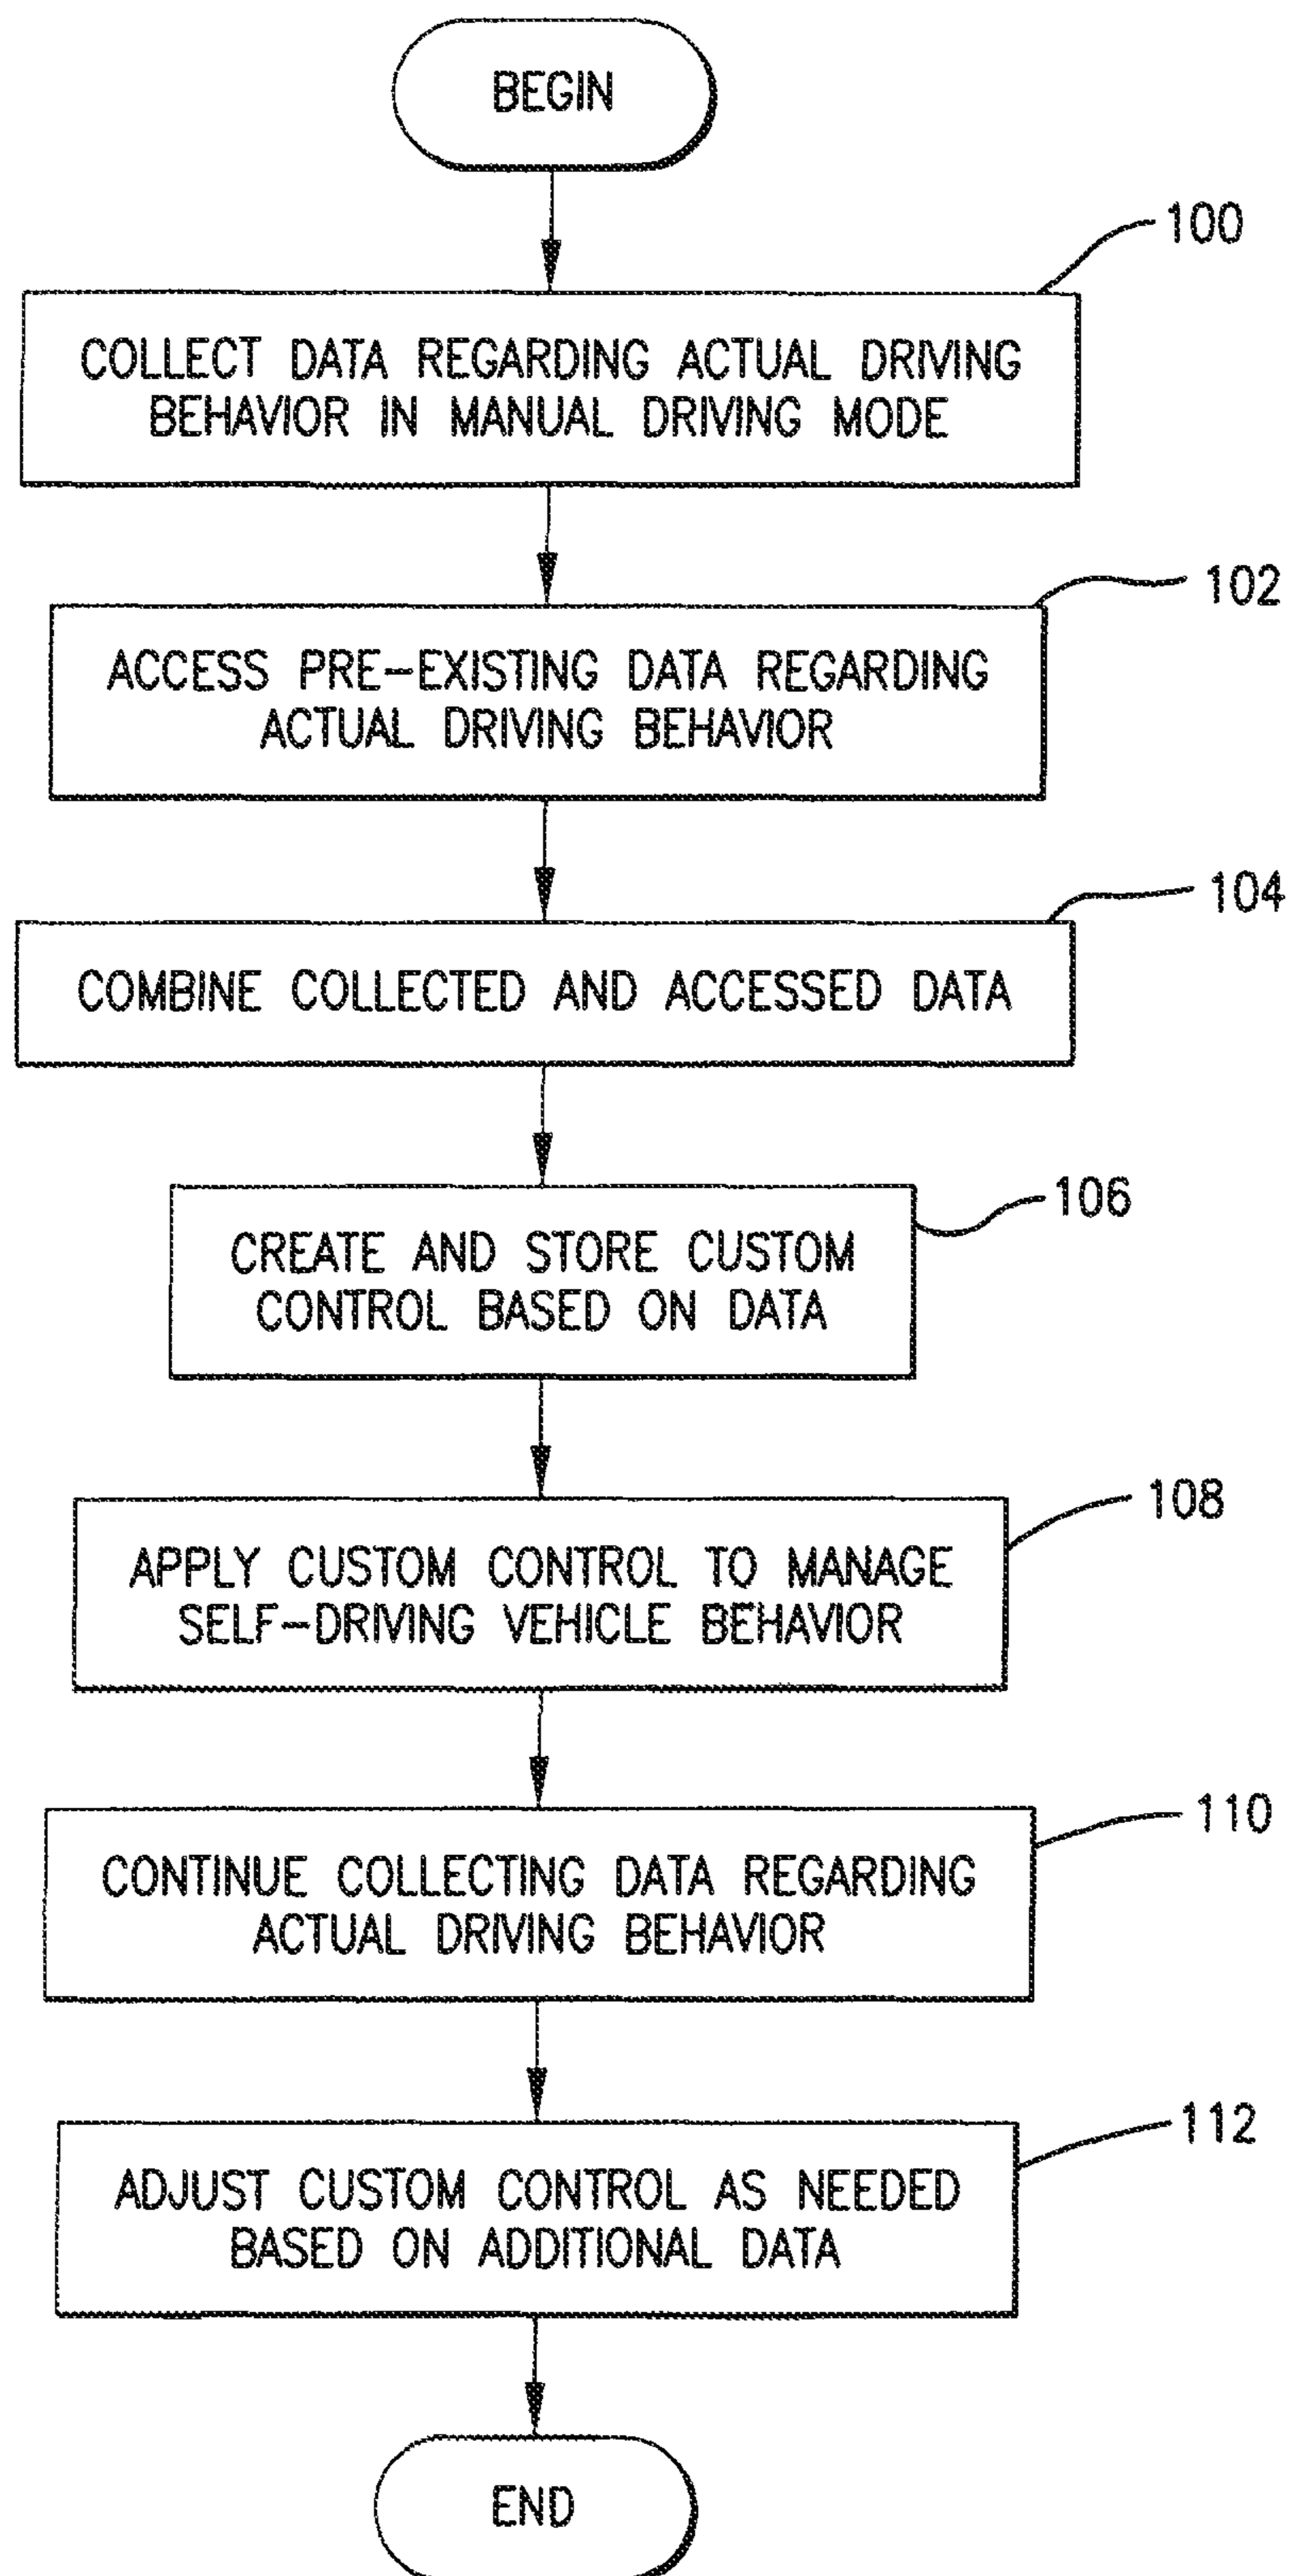 BEGIN
100
COLLECT DATA REGARDING ACTUAL DRIVING
BEHAVIOR IN MANUAL DRIVING MODE
102
ACCESS PRE-EXISTING DATA REGARDING
ACTUAL DRIVING BEHAVIOR
104
COMBINE COLLECTED AND ACCESSED DATA
106
CREATE AND STORE CUSTOM
CONTROL BASED ON DATA
108
APPLY CUSTOM CONTROL TO MANAGE
SELF-DRIVING VEHICLE BEHAVIOR
110
CONTINUE COLLECTING DATA REGARDING
ACTUAL DRIVING BEHAVIOR
112
ADJUST CUSTOM CONTROL AS NEEDED
BASED ON ADDITIONAL DATA
END